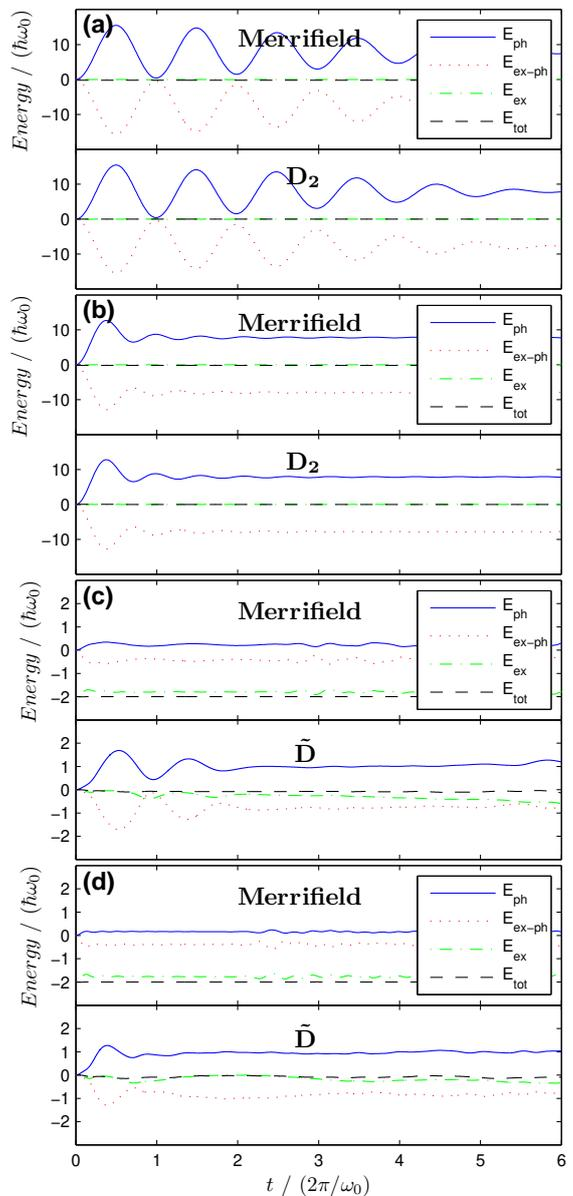 (a)
Merrifield
E_ph
E_ex−ph
E_ex
E_tot
10
0
−10
Energy / (ħω₀)
D₂
10
0
−10
(b)
Merrifield
E_ph
E_ex−ph
E_ex
E_tot
10
0
−10
Energy / (ħω₀)
D₂
10
0
−10
(c)
Merrifield
E_ph
E_ex−ph
E_ex
E_tot
2
1
0
−1
−2
Energy / (ħω₀)
D̃
2
1
0
−1
−2
(d)
Merrifield
E_ph
E_ex−ph
E_ex
E_tot
2
1
0
−1
−2
Energy / (ħω₀)
D̃
2
1
0
−1
−2
0 1 2 3 4 5 6
t / (2π/ω₀)